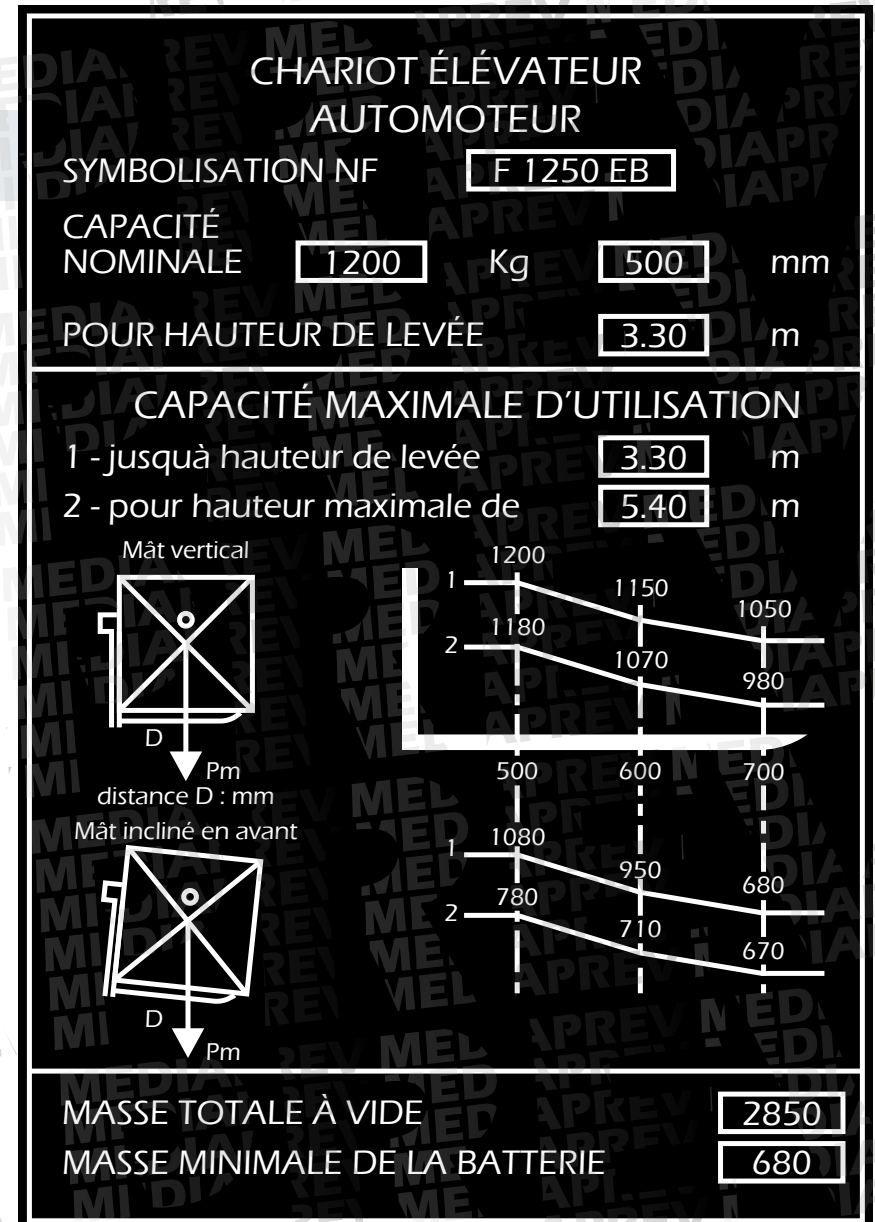 CHARIOT ÉLÉVATEUR
AUTOMOTEUR
SYMBOLISATION NF F 1250 EB
CAPACITÉ
NOMINALE 1200 Kg 500 mm
POUR HAUTEUR DE LEVÉE 3.30 m
CAPACITÉ MAXIMALE D'UTILISATION
1 - jusquà hauteur de levée 3.30 m
2 - pour hauteur maximale de 5.40 m
Mât vertical
D
Pm
distance D : mm
1200
1 1150 1050
1180
2 1070 980
500 600 700
Mât incliné en avant
D
Pm
1080
1 950 680
780
2 710 670
MASSE TOTALE À VIDE 2850
MASSE MINIMALE DE LA BATTERIE 680